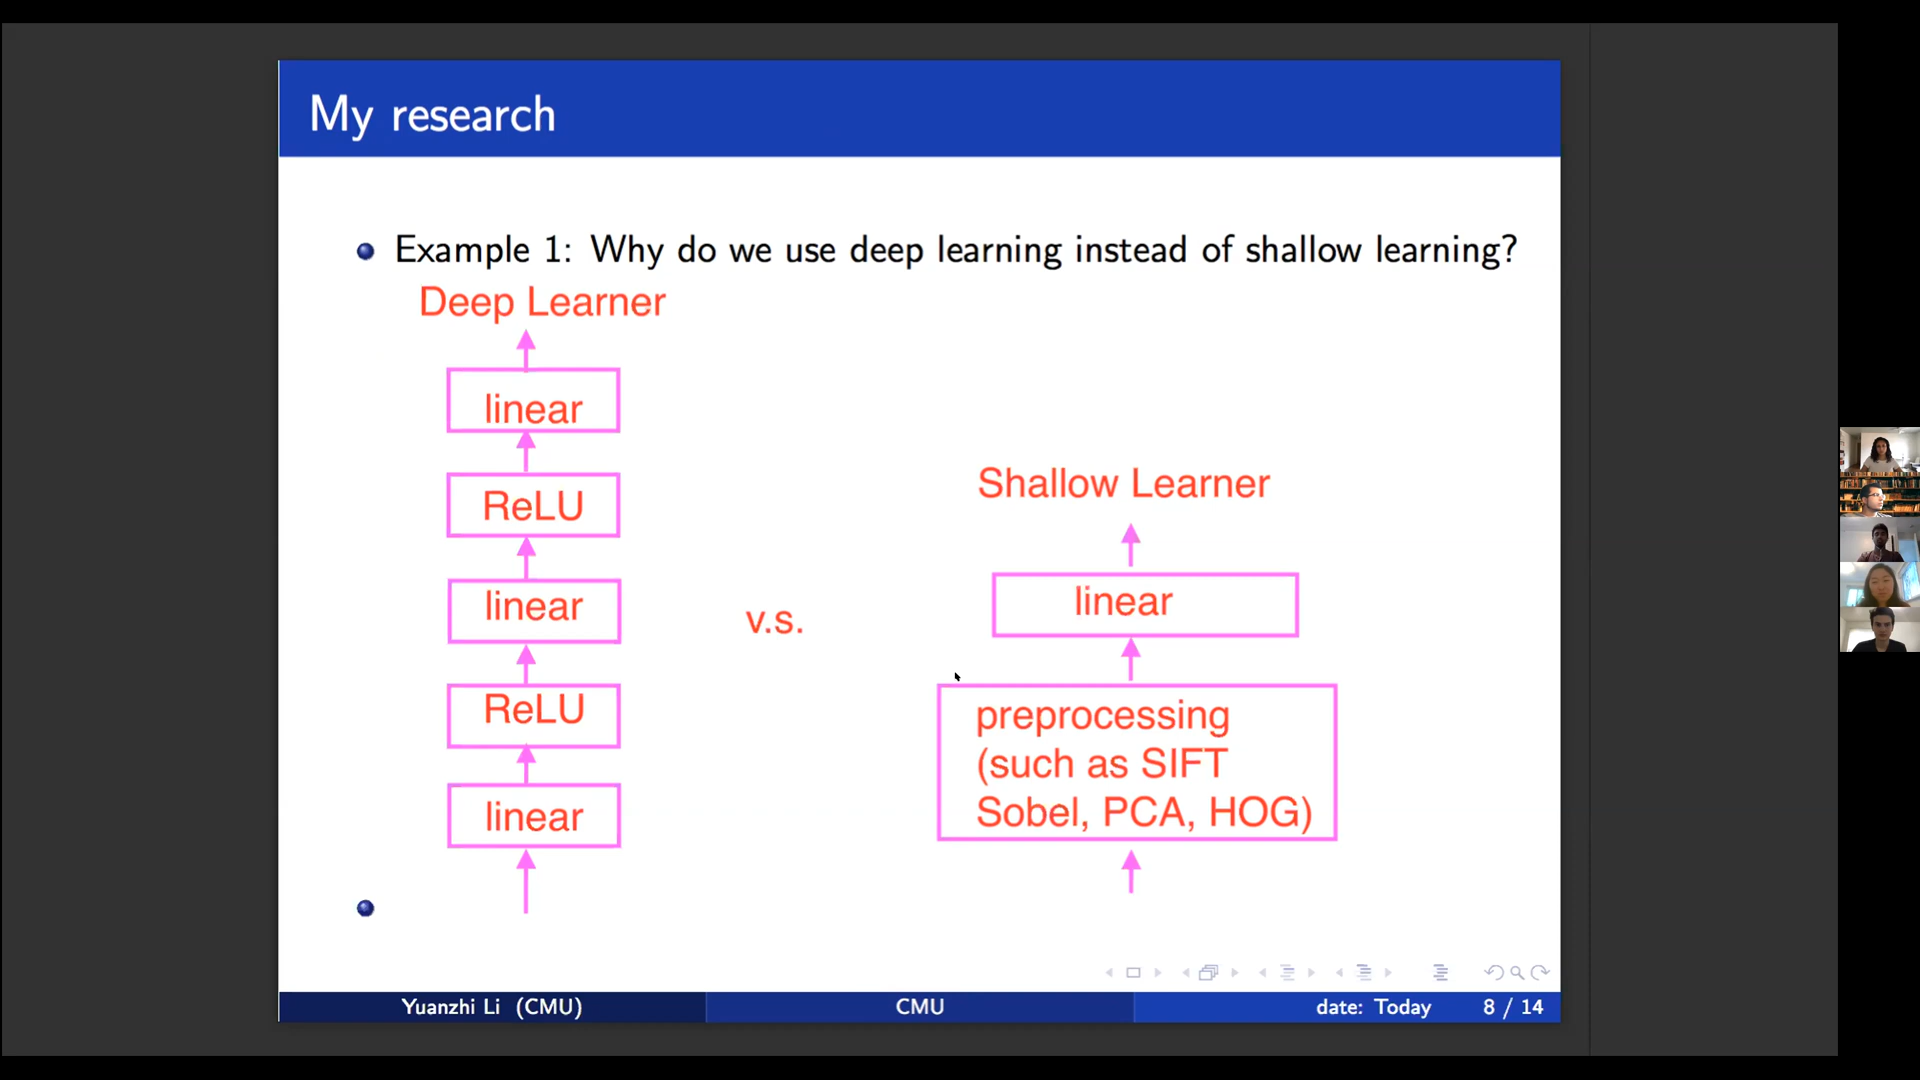 My research
Example 1: Why do we use deep learning instead of shallow learning?
Deep Learner
linear
ReLU
linear
ReLU
linear
v.s.
Shallow Learner
linear
preprocessing
(such as SIFT
Sobel, PCA, HOG)
Yuanzhi Li (CMU)
CMU
date: Today
8 / 14